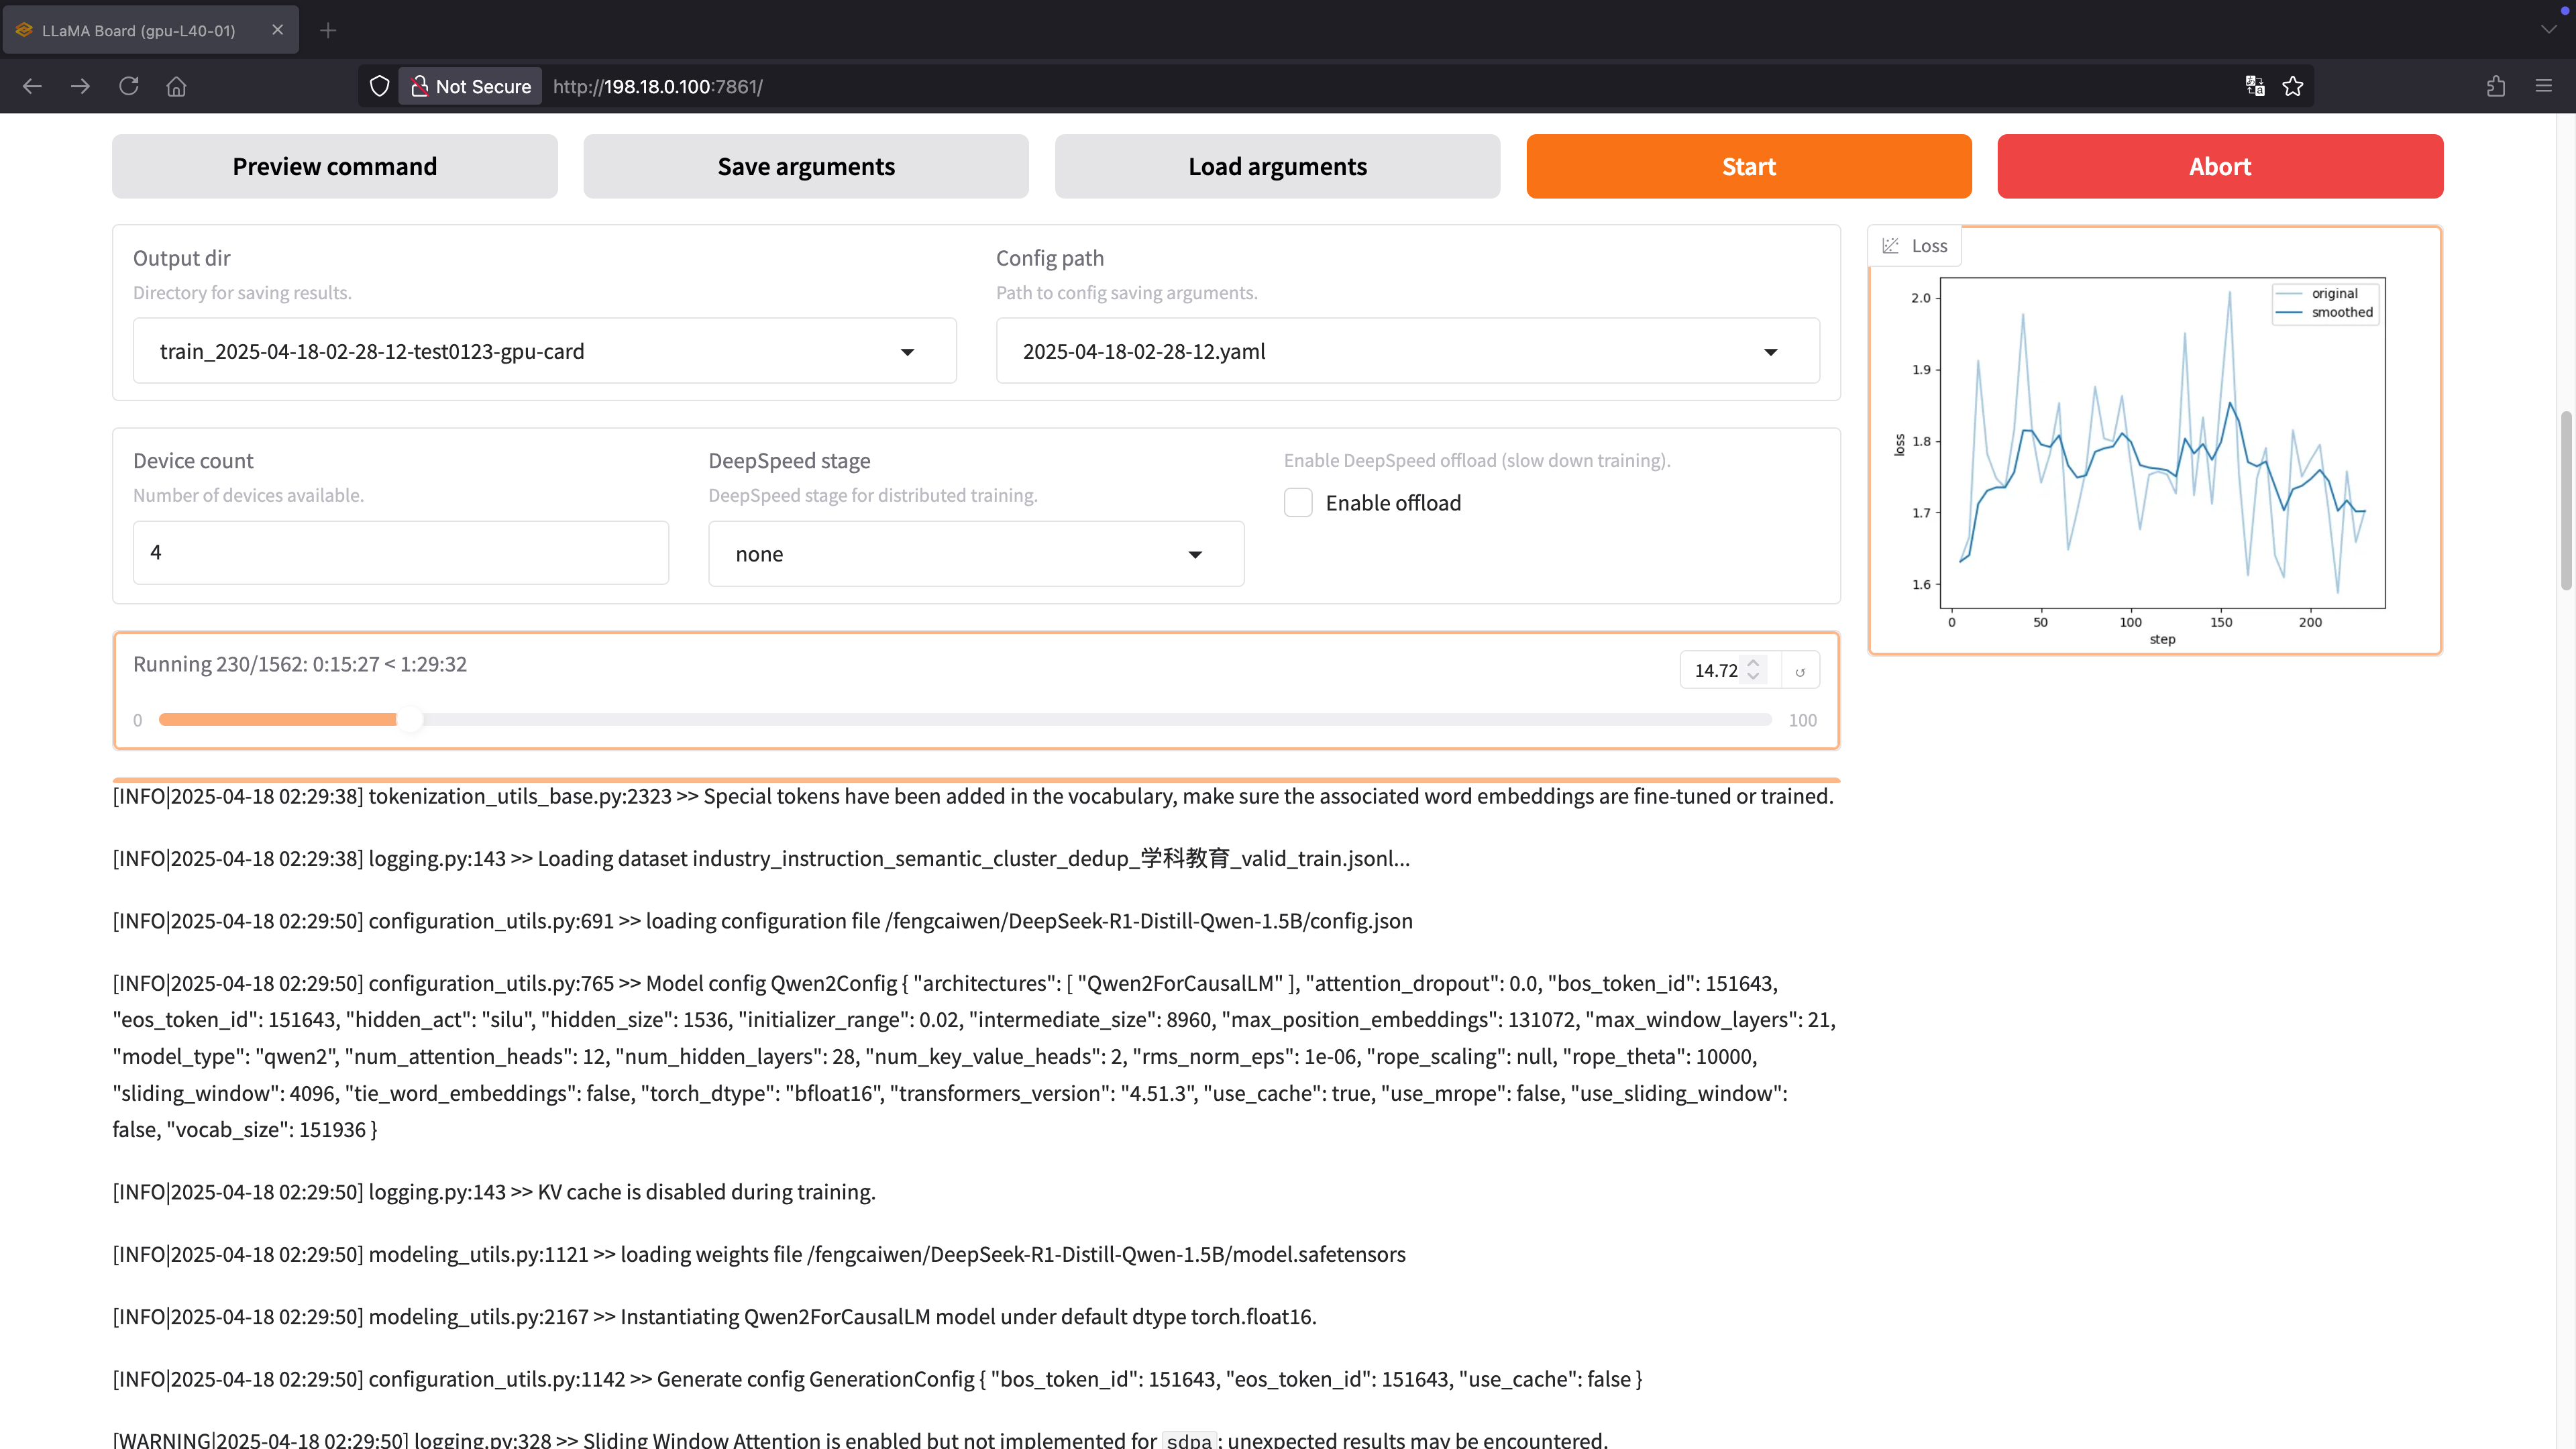 LLaMA Board (gpu-L40-01)
Not Secure
http://198.18.0.100:7861/
Preview command
Save arguments
Load arguments
Start
Abort
Output dir
Directory for saving results.
train_2025-04-18-02-28-12-test0123-gpu-card
Config path
Path to config saving arguments.
2025-04-18-02-28-12.yaml
Device count
Number of devices available.
4
DeepSpeed stage
DeepSpeed stage for distributed training.
none
Enable DeepSpeed offload (slow down training).
Enable offload
Loss
original
smoothed
2.0
1.9
1.8
1.7
1.6
loss
0 50 100 150 200
step
Running 230/1562: 0:15:27 < 1:29:32
14.72
0
100
[INFO|2025-04-18 02:29:38] tokenization_utils_base.py:2323 >> Special tokens have been added in the vocabulary, make sure the associated word embeddings are fine-tuned or trained.
[INFO|2025-04-18 02:29:38] logging.py:143 >> Loading dataset industry_instruction_semantic_cluster_dedup_学科教育_valid_train.jsonl...
[INFO|2025-04-18 02:29:50] configuration_utils.py:691 >> loading configuration file /fengcaiwen/DeepSeek-R1-Distill-Qwen-1.5B/config.json
[INFO|2025-04-18 02:29:50] configuration_utils.py:765 >> Model config Qwen2Config { "architectures": [ "Qwen2ForCausalLM" ], "attention_dropout": 0.0, "bos_token_id": 151643,
"eos_token_id": 151643, "hidden_act": "silu", "hidden_size": 1536, "initializer_range": 0.02, "intermediate_size": 8960, "max_position_embeddings": 131072, "max_window_layers": 21,
"model_type": "qwen2", "num_attention_heads": 12, "num_hidden_layers": 28, "num_key_value_heads": 2, "rms_norm_eps": 1e-06, "rope_scaling": null, "rope_theta": 10000,
"sliding_window": 4096, "tie_word_embeddings": false, "torch_dtype": "bfloat16", "transformers_version": "4.51.3", "use_cache": true, "use_mrope": false, "use_sliding_window":
false, "vocab_size": 151936 }
[INFO|2025-04-18 02:29:50] logging.py:143 >> KV cache is disabled during training.
[INFO|2025-04-18 02:29:50] modeling_utils.py:1121 >> loading weights file /fengcaiwen/DeepSeek-R1-Distill-Qwen-1.5B/model.safetensors
[INFO|2025-04-18 02:29:50] modeling_utils.py:2167 >> Instantiating Qwen2ForCausalLM model under default dtype torch.float16.
[INFO|2025-04-18 02:29:50] configuration_utils.py:1142 >> Generate config GenerationConfig { "bos_token_id": 151643, "eos_token_id": 151643, "use_cache": false }
[WARNING|2025-04-18 02:29:50] logging.py:328 >> Sliding Window Attention is enabled but not implemented for sdpa; unexpected results may be encountered.